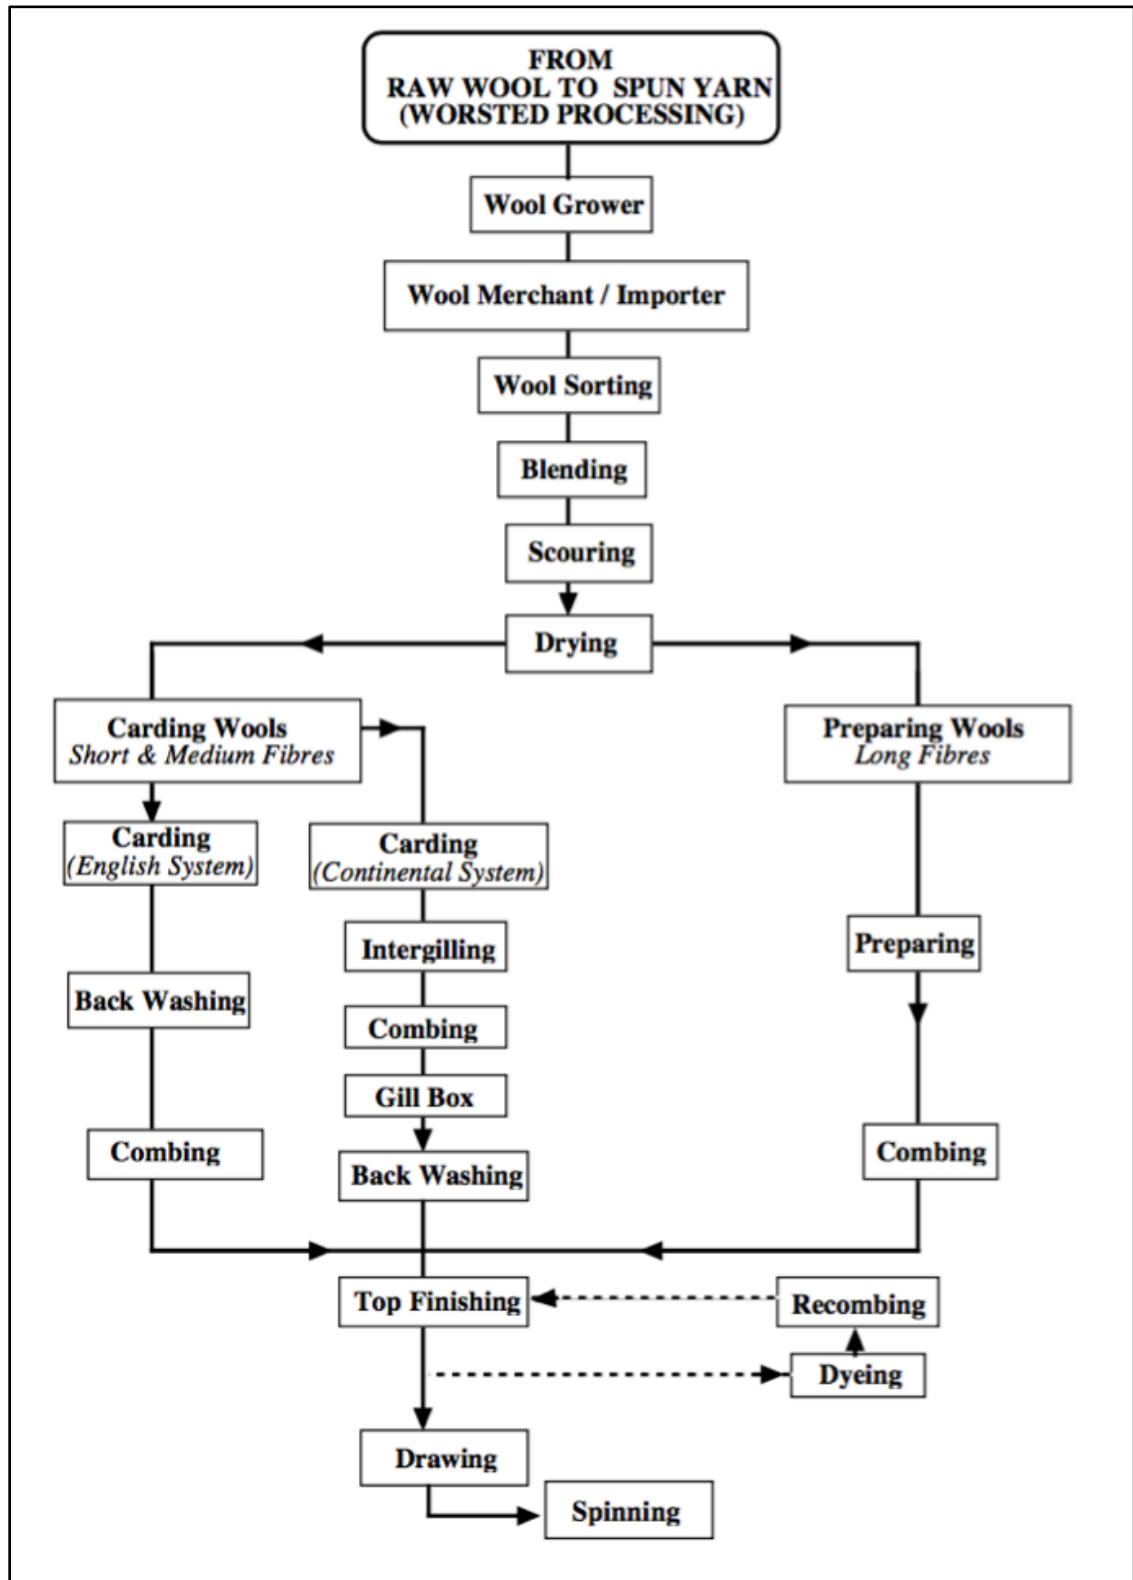 FROM
RAW WOOL TO SPUN YARN
(WORSTED PROCESSING)
Wool Grower
Wool Merchant / Importer
Wool Sorting
Blending
Scouring
Drying
Carding Wools
Short & Medium Fibres
Preparing Wools
Long Fibres
Carding
(English System)
Carding
(Continental System)
Intergilling
Preparing
Back Washing
Combing
Gill Box
Combing
Back Washing
Combing
Top Finishing
Recombing
Dyeing
Drawing
Spinning